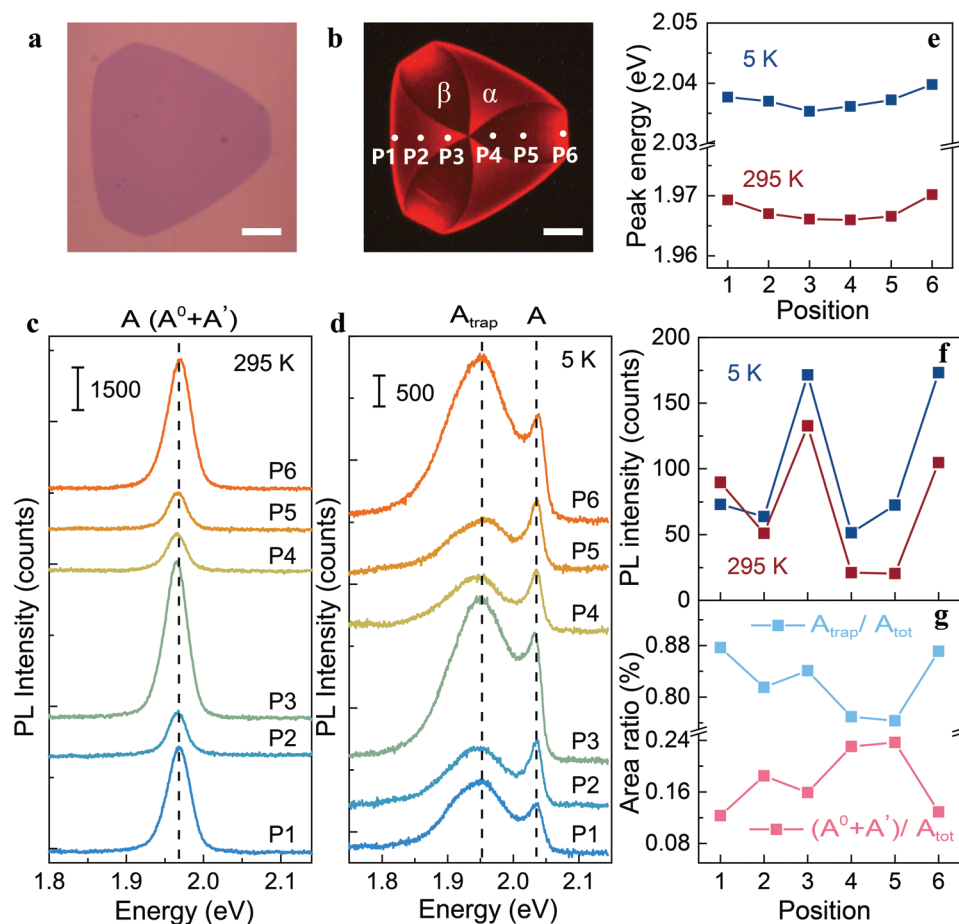 a
b
β
α
P1 P2 P3 P4 P5 P6
e
2.05
2.04
2.03
1.97
1.96
Peak energy (eV)
5 K
295 K
1 2 3 4 5 6
Position
c
A (A⁰+A')
295 K
1500
P6
P5
P4
P3
P2
P1
PL Intensity (counts)
1.8 1.9 2.0 2.1
Energy (eV)
d
A_trap A
5 K
500
P6
P5
P4
P3
P2
P1
PL Intensity (counts)
1.8 1.9 2.0 2.1
Energy (eV)
f
200
150
100
50
0
PL intensity (counts)
5 K
295 K
g
A_trap/ A_tot
0.88
0.80
0.24
0.16
0.08
Area ratio (%)
(A⁰+A')/ A_tot
1 2 3 4 5 6
Position